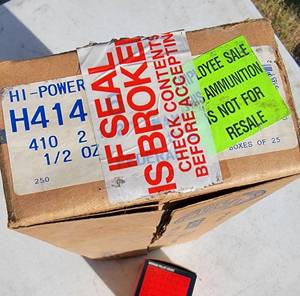 HI-POWER
H414
410 2
1/2 OZ
250
IF SEAL
IS BROKEN
CHECK CONTENTS
BEFORE ACCEPTING
LOYEE SALE
AMMUNITION
IS NOT FOR
RESALE
BOXES OF 25